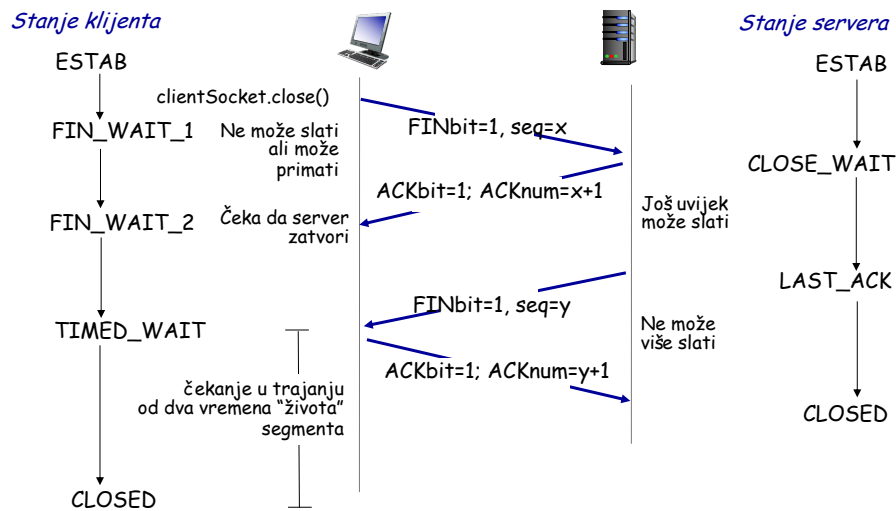 Stanje klijenta
Stanje servera
ESTAB
ESTAB
clientSocket.close()
FIN_WAIT_1
Ne može slati
ali može
primati
FINbit=1, seq=x
CLOSE_WAIT
ACKbit=1; ACKnum=x+1
FIN_WAIT_2
Čeka da server
zatvori
Još uvijek
može slati
LAST_ACK
FINbit=1, seq=y
TIMED_WAIT
Ne može
više slati
ACKbit=1; ACKnum=y+1
čekanje u trajanju
od dva vremena “života”
segmenta
CLOSED
CLOSED